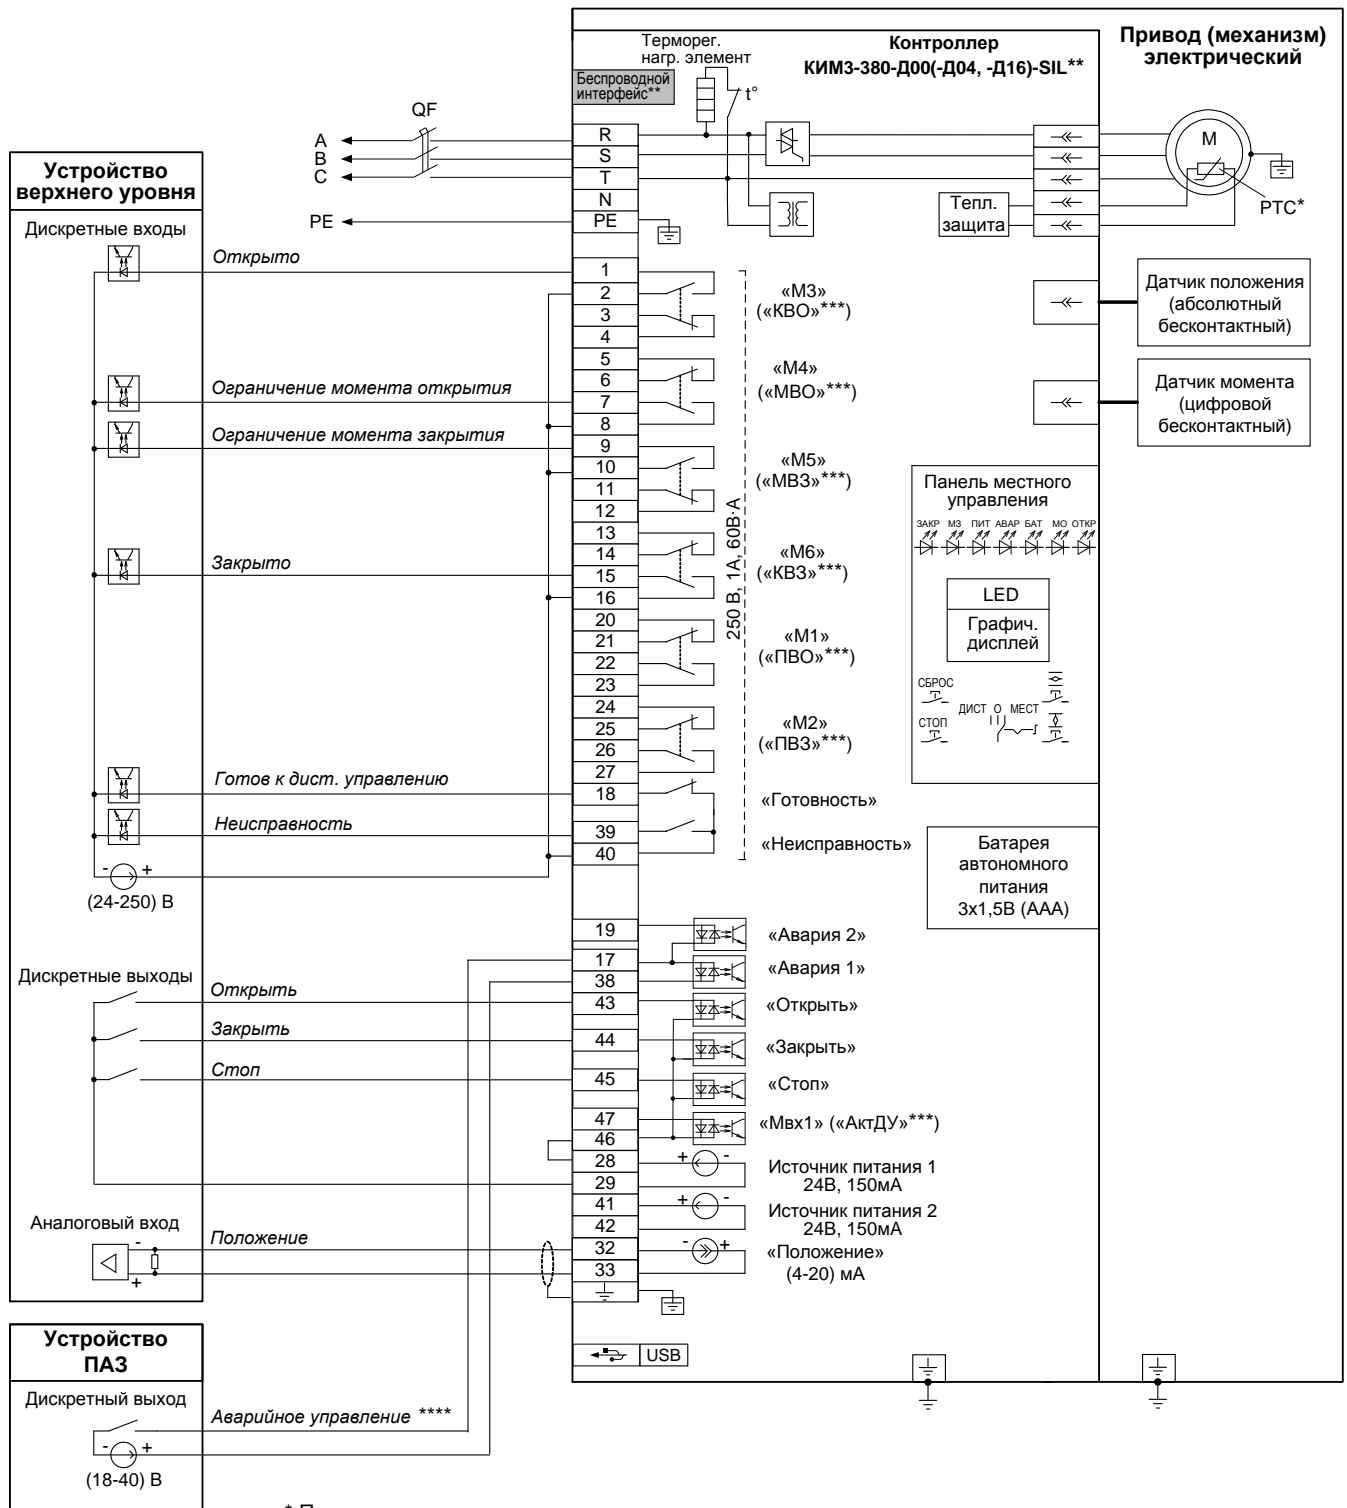 Привод (механизм)
электрический
Контроллер
КИМ3-380-Д00(-Д04, -Д16)-SIL**
Терморег.
нагр. элемент
Беспроводной
интерфейс**
t°
QF
A
B
C
PE
R
S
T
N
PE
M
PTC*
Тепл.
защита
Устройство
верхнего уровня
Дискретные входы
Открыто
Ограничение момента открытия
Ограничение момента закрытия
Закрыто
Готов к дист. управлению
Неисправность
- +
(24-250) В
1
2
3
4
5
6
7
8
9
10
11
12
13
14
15
16
20
21
22
23
24
25
26
27
18
39
40
«М3»
(«КВО»***)
«М4»
(«МВО»***)
«М5»
(«МВЗ»***)
«М6»
(«КВЗ»***)
«М1»
(«ПВО»***)
«М2»
(«ПВЗ»***)
«Готовность»
«Неисправность»
250 В, 1А, 60В·А
Датчик положения
(абсолютный
бесконтактный)
Датчик момента
(цифровой
бесконтактный)
Панель местного
управления
ЗАКР МЗ ПИТ АВАР БАТ МО ОТКР
LED
Графич.
дисплей
СБРОС
ДИСТ О МЕСТ
СТОП
Батарея
автономного
питания
3х1,5В (ААА)
Дискретные выходы
Открыть
Закрыть
Стоп
19
17
38
43
44
45
47
46
28
29
41
42
32
33
«Авария 2»
«Авария 1»
«Открыть»
«Закрыть»
«Стоп»
«Мвх1» («АктДУ»***)
+ -
Источник питания 1
24В, 150мА
+ -
Источник питания 2
24В, 150мА
- +
«Положение»
(4-20) мА
Аналоговый вход
-
+
Положение
USB
Устройство
ПАЗ
Дискретный выход
Аварийное управление ****
- +
(18-40) В